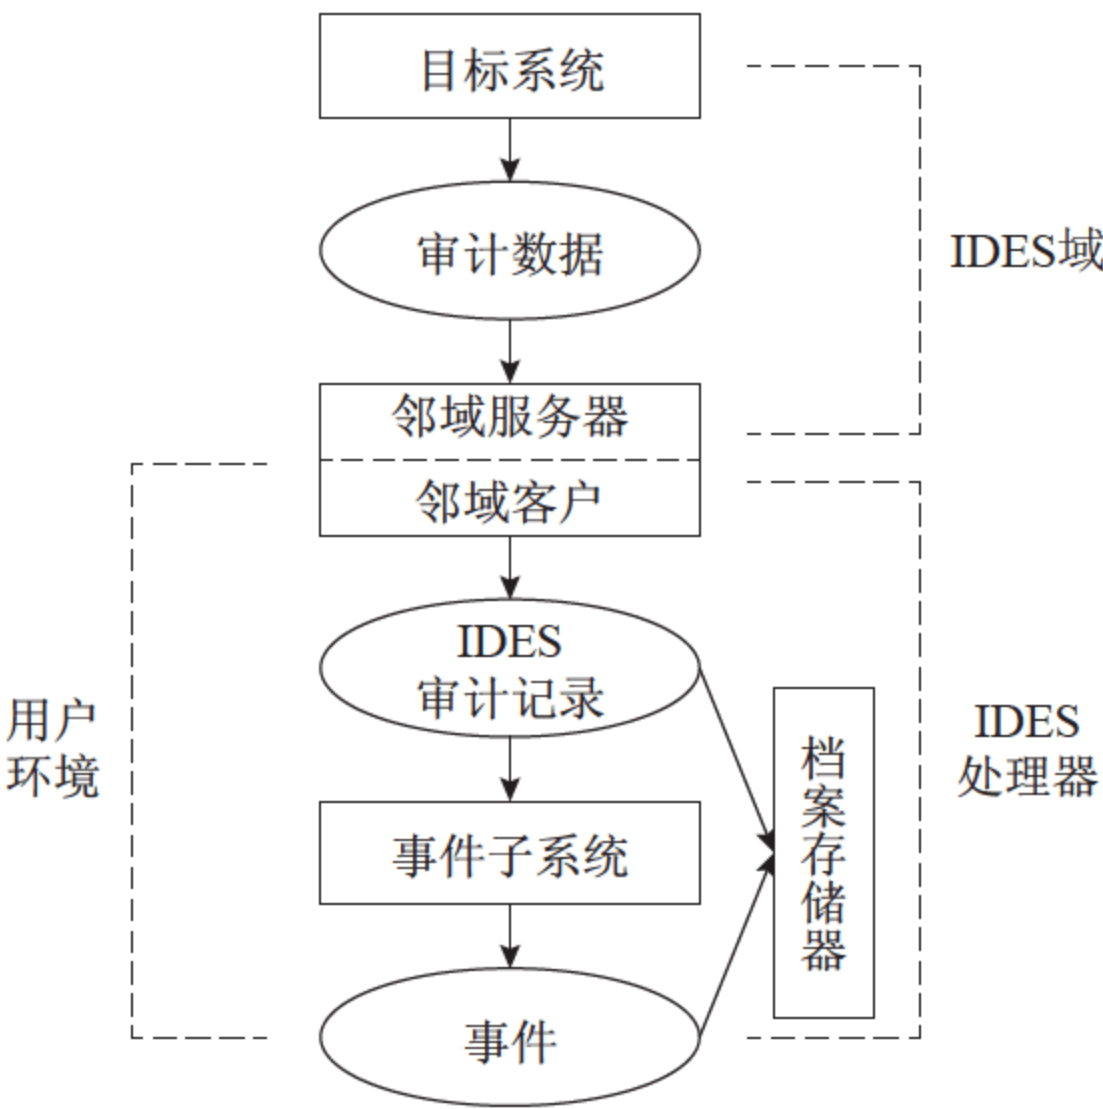 目标系统
审计数据
IDES域
邻域服务器
邻域客户
IDES
审计记录
用户
环境
档案存储器
IDES
处理器
事件子系统
事件